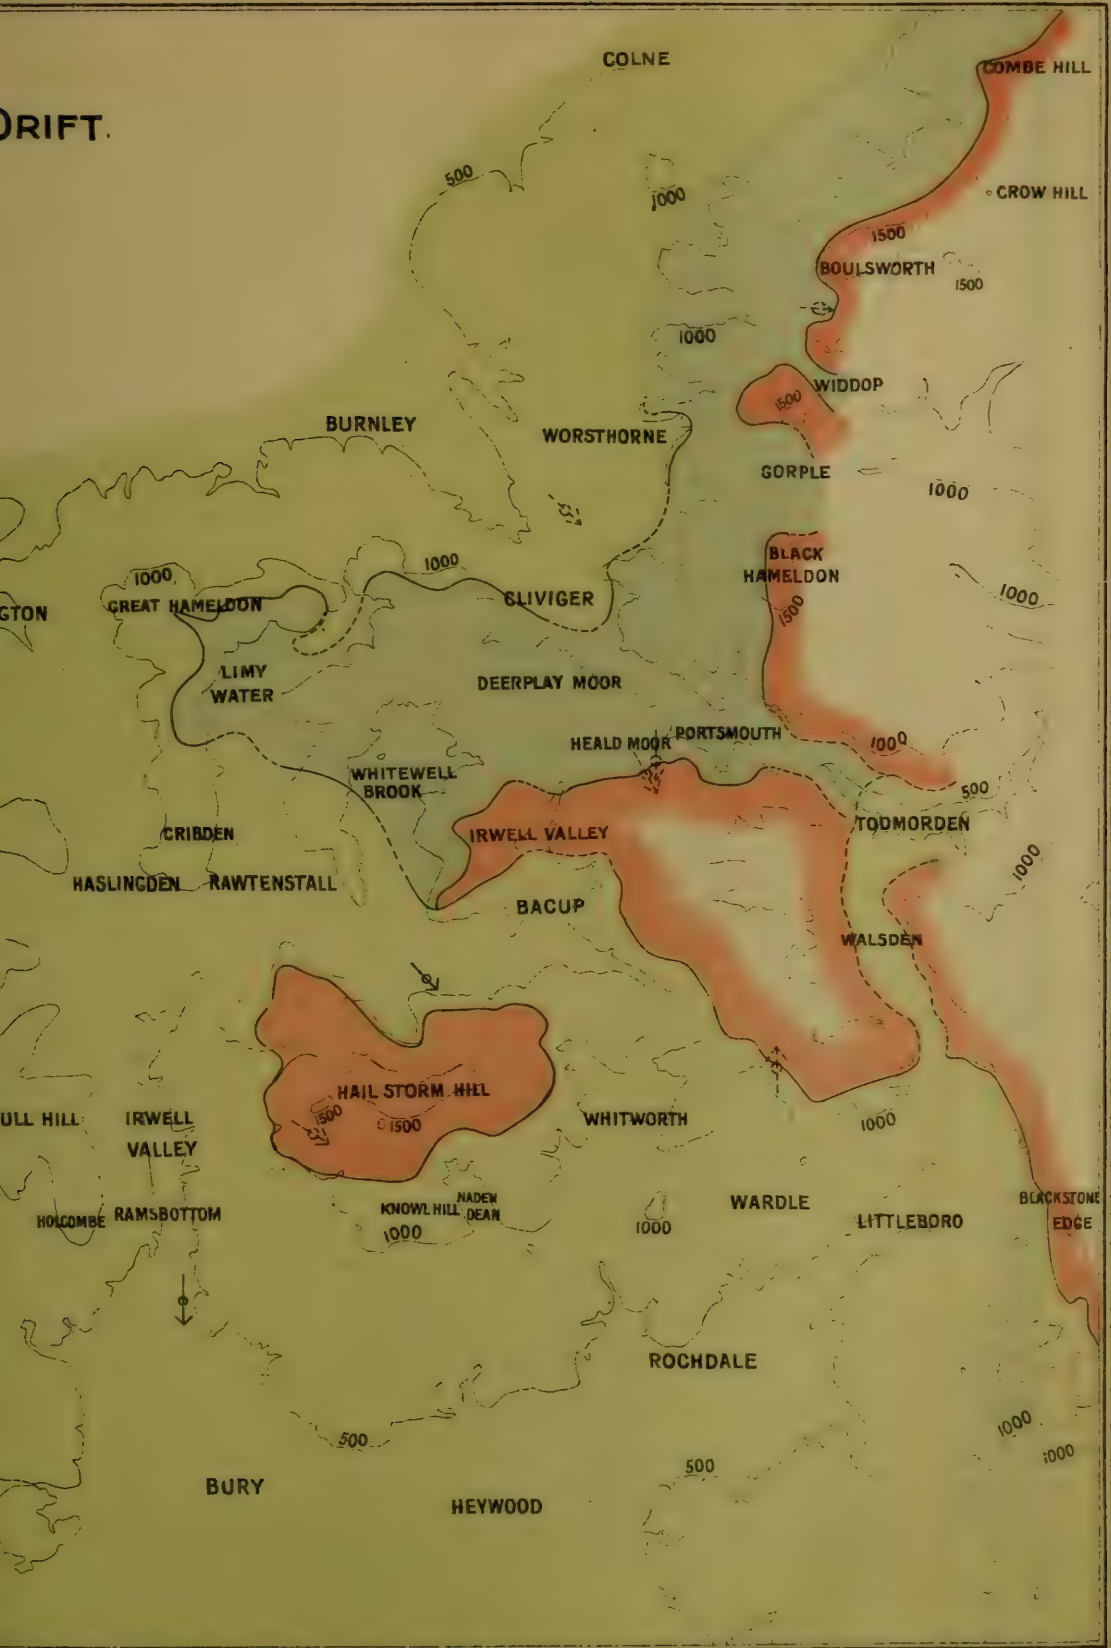 DRIFT.
COLNE
COMBE HILL
500
1000
CROW HILL
1500
BOULSWORTH
1500
1000
WIDDOP
1500
BURNLEY
WORSTHORNE
GORPLE
1000
BLACK
HAMELDON
1000
1000
1000
GREAT HAMELDON
CLIVIGER
1500
GTON
LIMY
WATER
DEERPLAY MOOR
HEALD MOOR
PORTSMOUTH
1000
WHITEWELL
BROOK
500
TODMORDEN
CRIBDEN
IRWELL VALLEY
1000
HASLINGDEN
RAWTENSTALL
BACUP
WALSDEN
HAIL STORM HILL
1500
1500
ULL HILL
IRWELL
VALLEY
WHITWORTH
1000
HOLCOMBE
RAMSBOTTOM
KNOWL HILL
NADEN
DEAN
1000
1000
WARDLE
LITTLEBORO
BLACKSTONE
EDGE
ROCHDALE
500
1000
1000
500
BURY
HEYWOOD